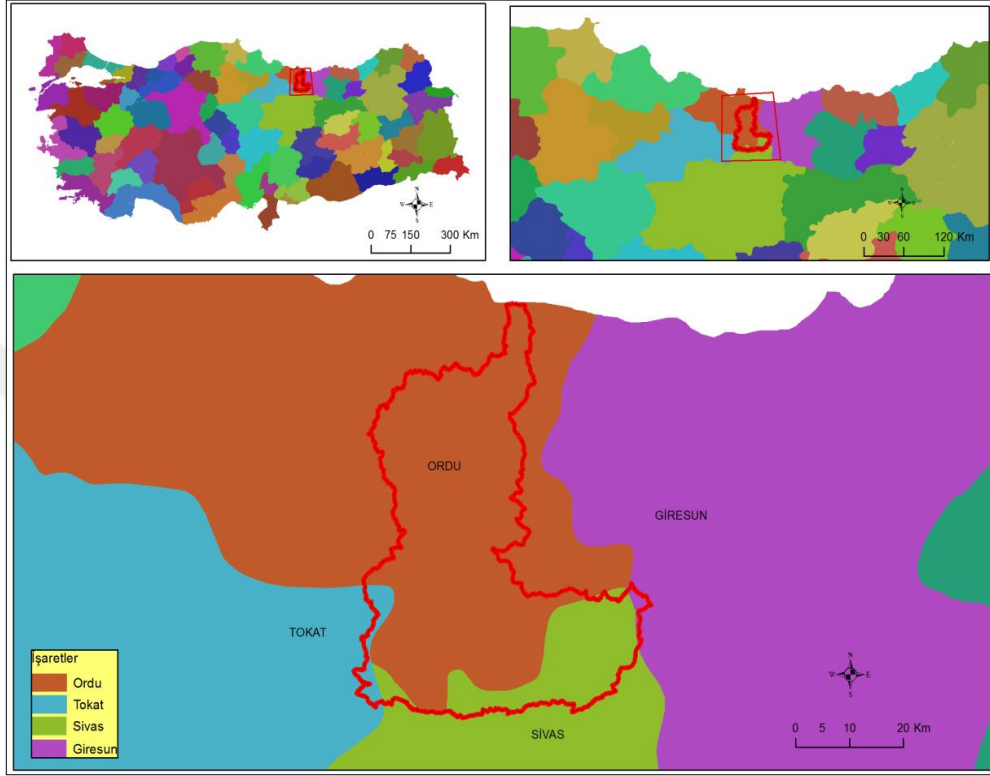 N
W E
S
0 75 150 300 Km
N
W E
S
0 30 60 120 Km
ORDU
GİRESUN
TOKAT
SİVAS
İşaretler
Ordu
Tokat
Sivas
Giresun
N
W E
S
0 5 10 20 Km